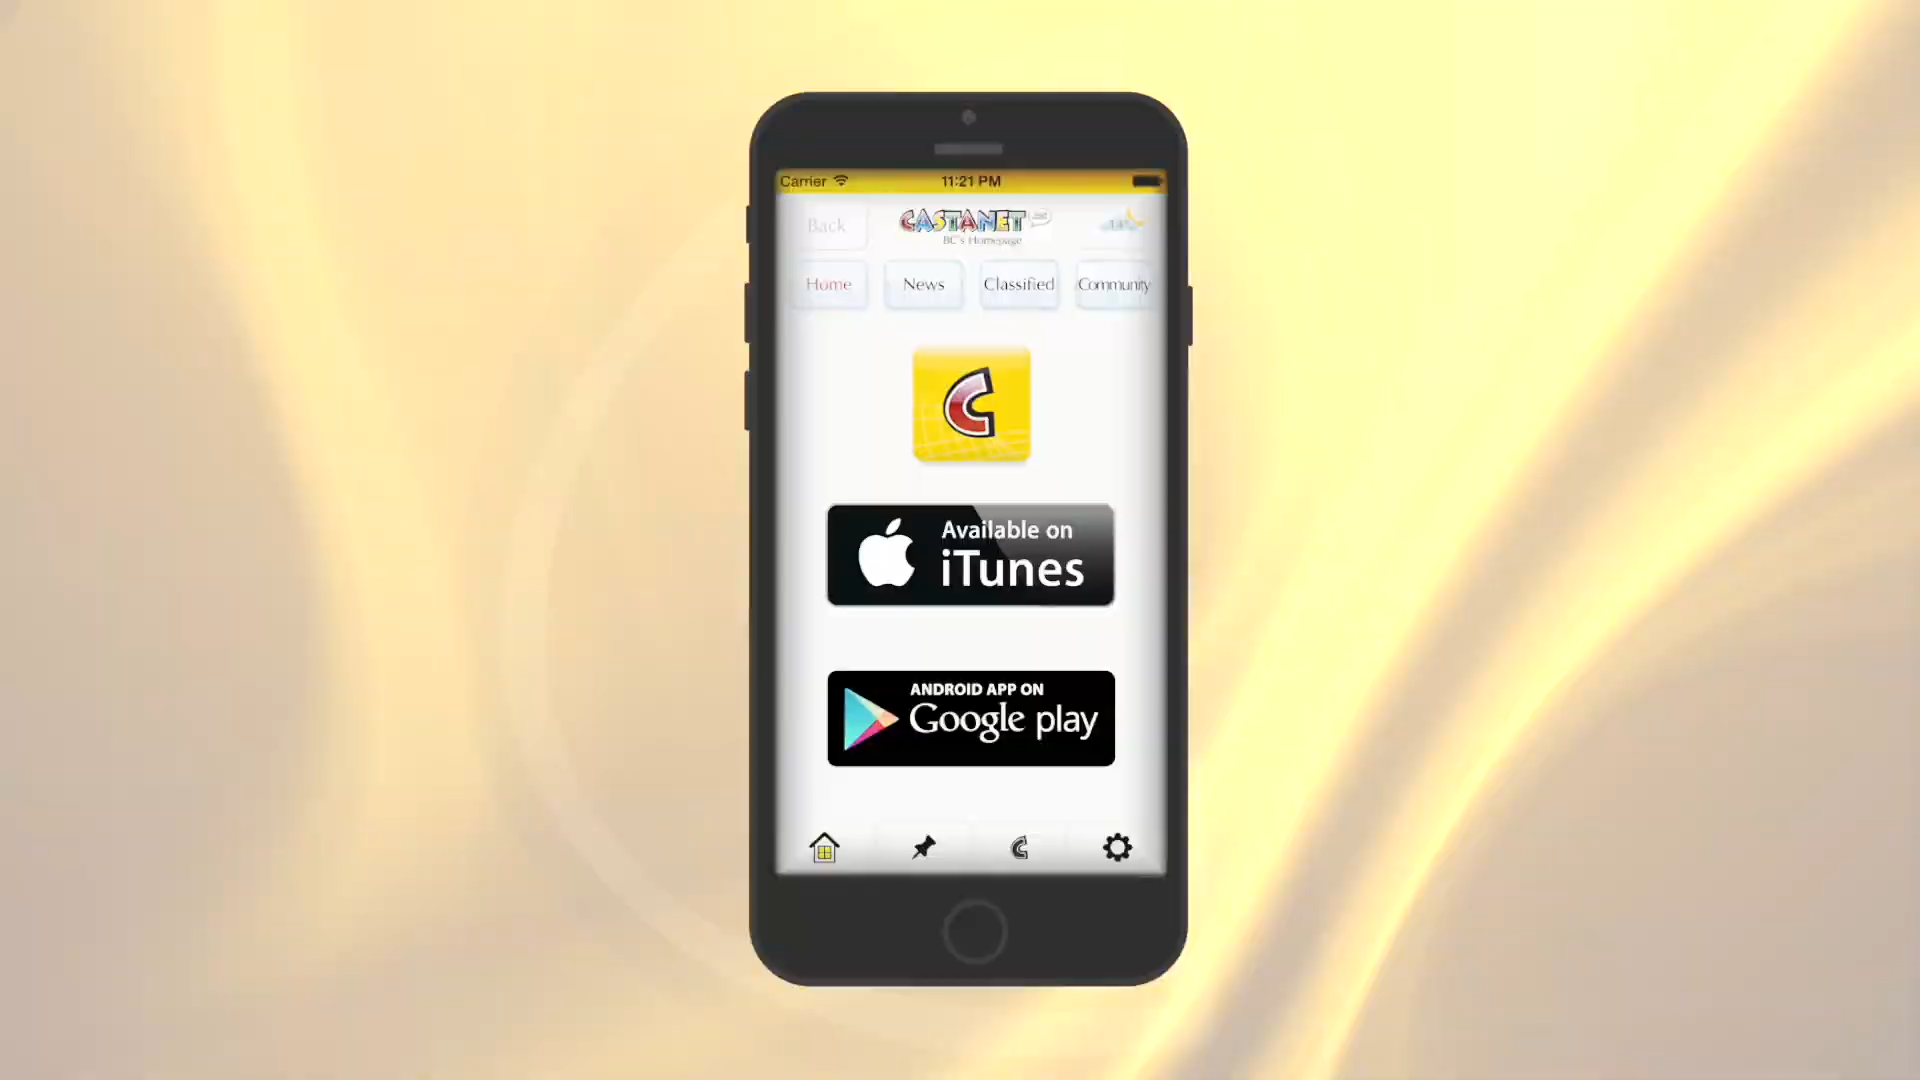 Carrier
11:21 PM
Back
CASTANET
BC's Homepage
Home
News
Classified
Community
C
Available on
iTunes
ANDROID APP ON
Google play
C